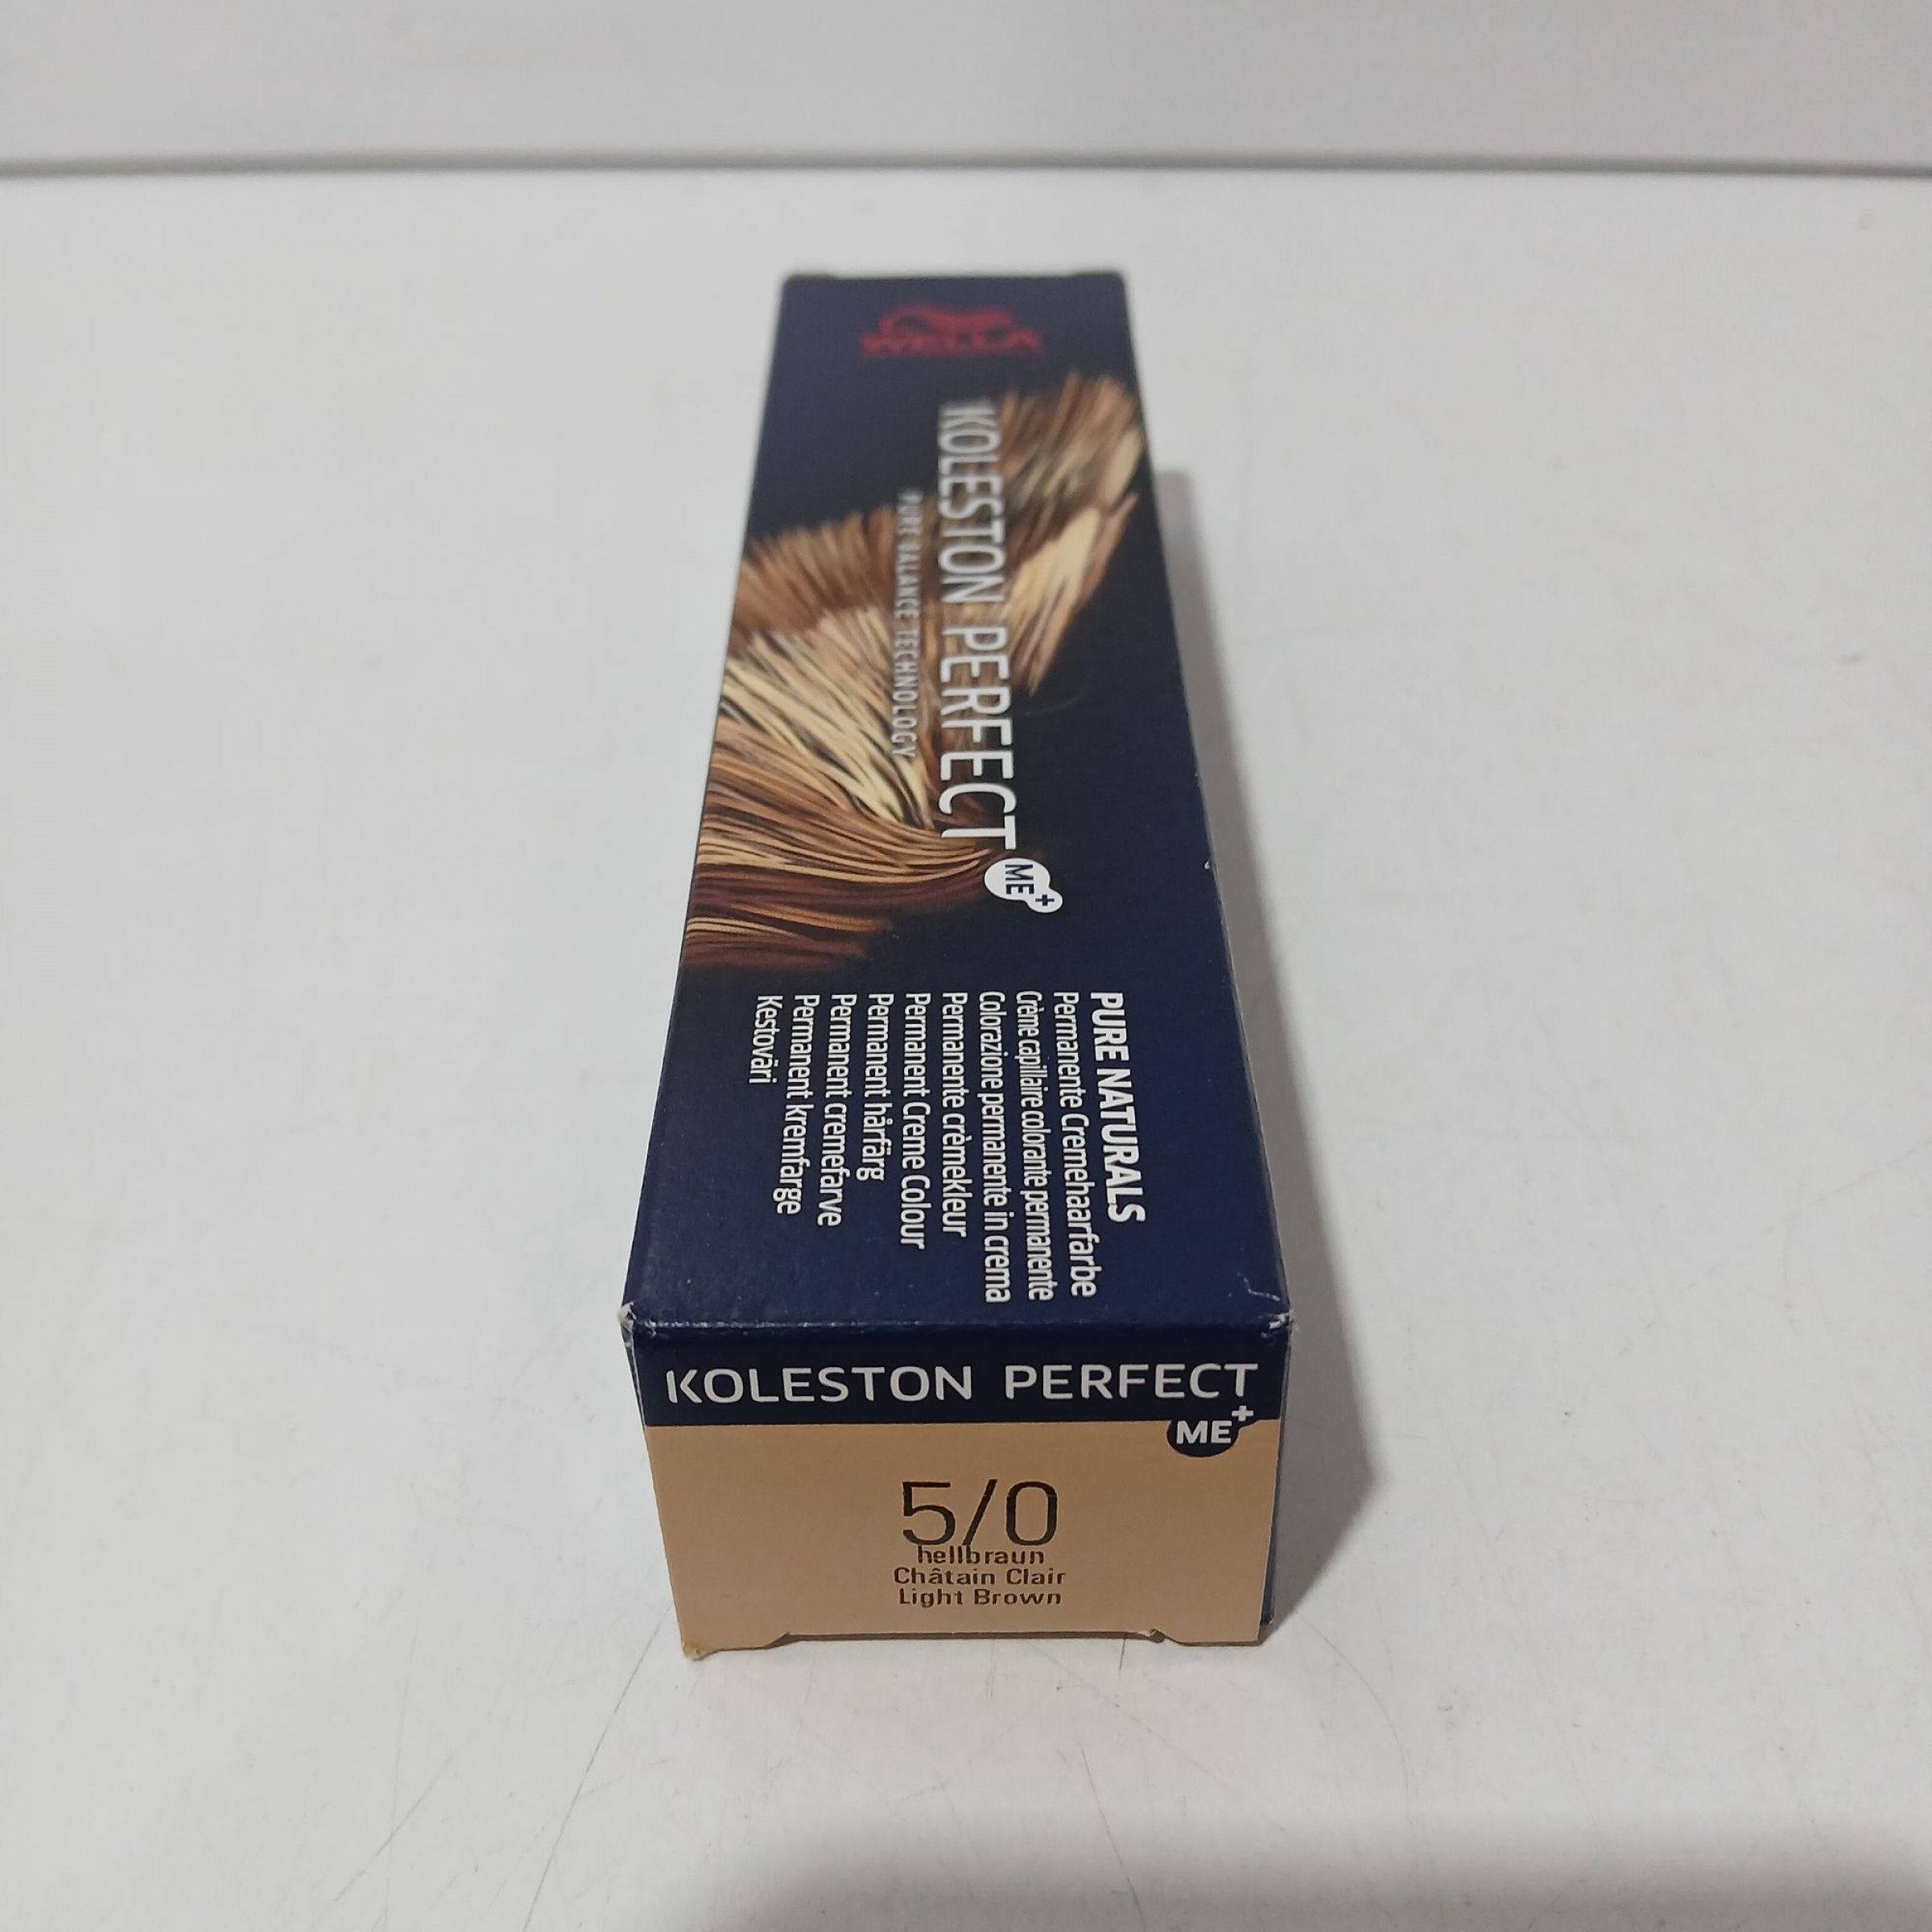 WELLA
KOLESTON PERFECT
ME+
PURE BALANCE TECHNOLOGY
PURE NATURALS
Permanente Cremehaarfarbe
Crème capillaire colorante permanente
Colorazione permanente in crema
Permanente crèmekleur
Permanent Creme Colour
Permanent hårfärg
Permanent cremefarve
Permanent kremfarge
Kestoväri
KOLESTON PERFECT
ME+
5/0
hellbraun
Châtain Clair
Light Brown